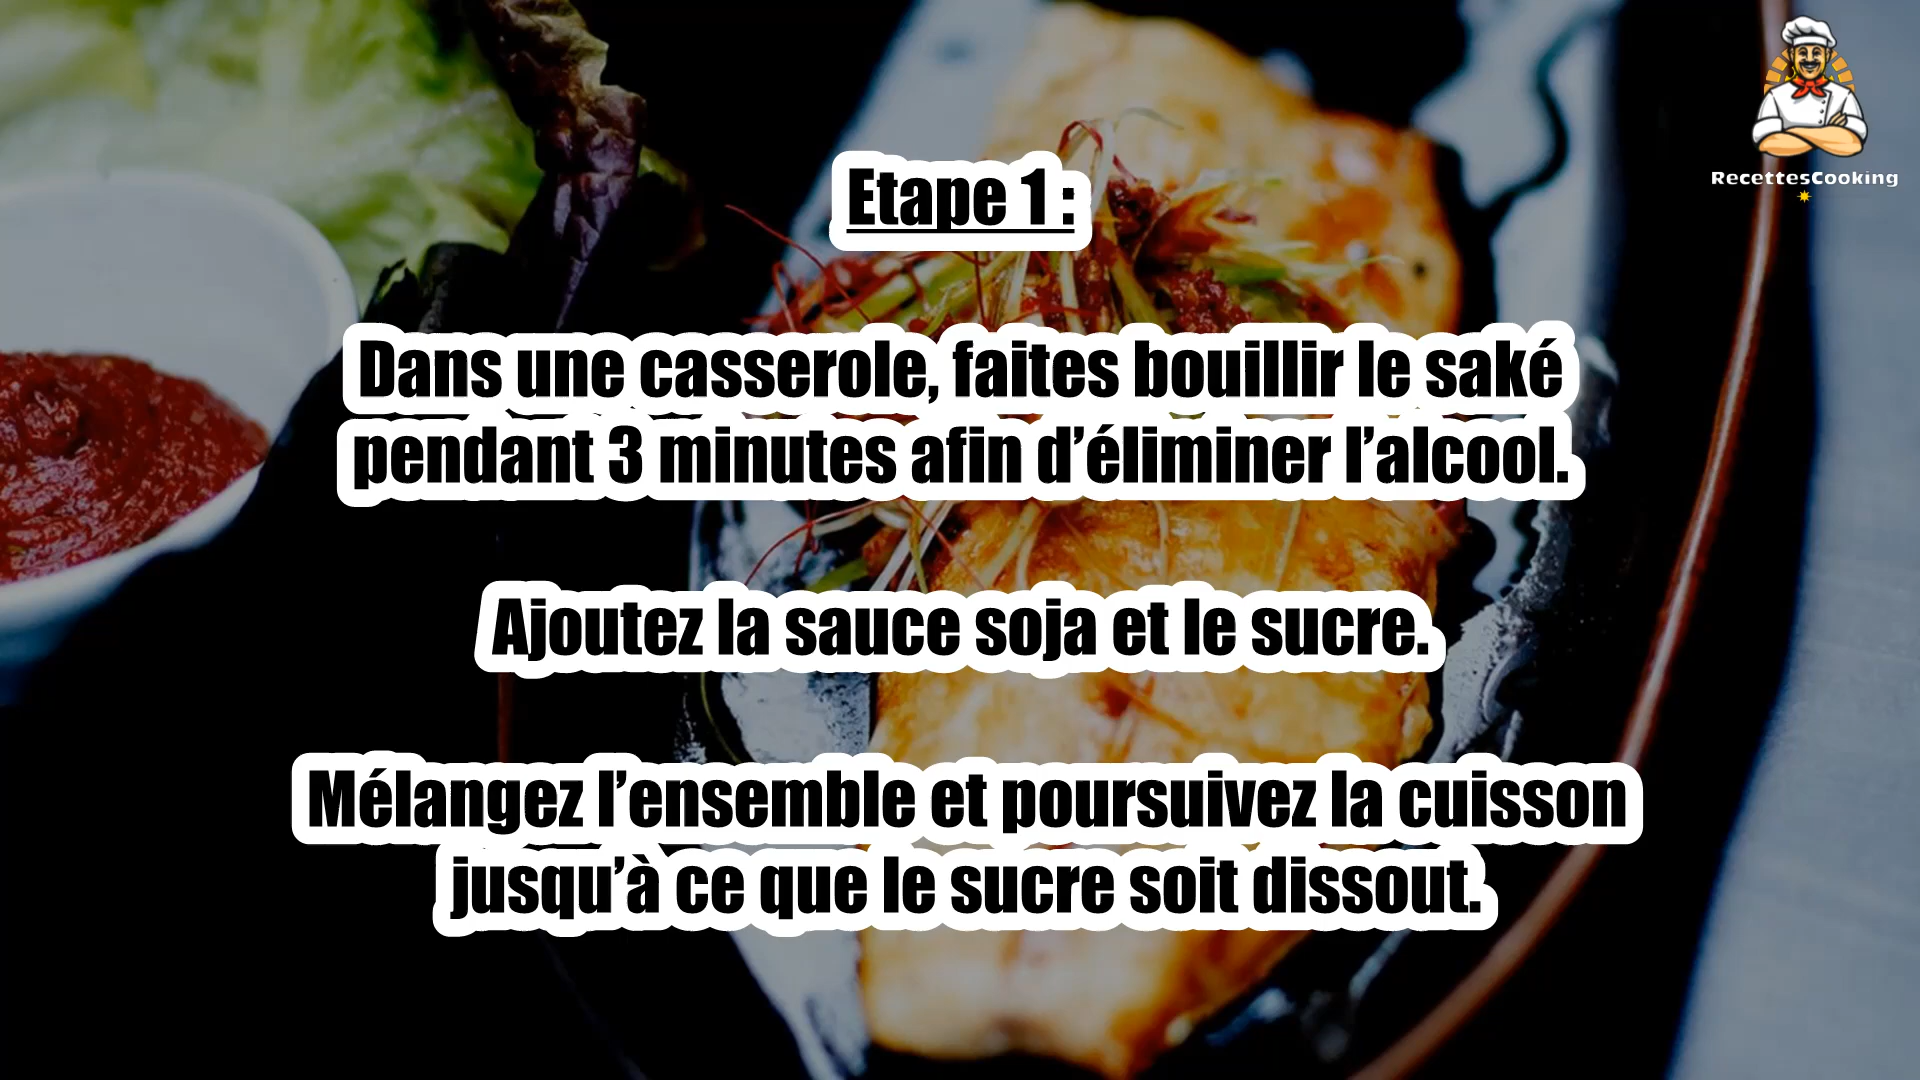 RecettesCooking
Etape 1 :
Dans une casserole, faites bouillir le saké
pendant 3 minutes afin d’éliminer l’alcool.
Ajoutez la sauce soja et le sucre.
Mélangez l’ensemble et poursuivez la cuisson
jusqu’à ce que le sucre soit dissout.